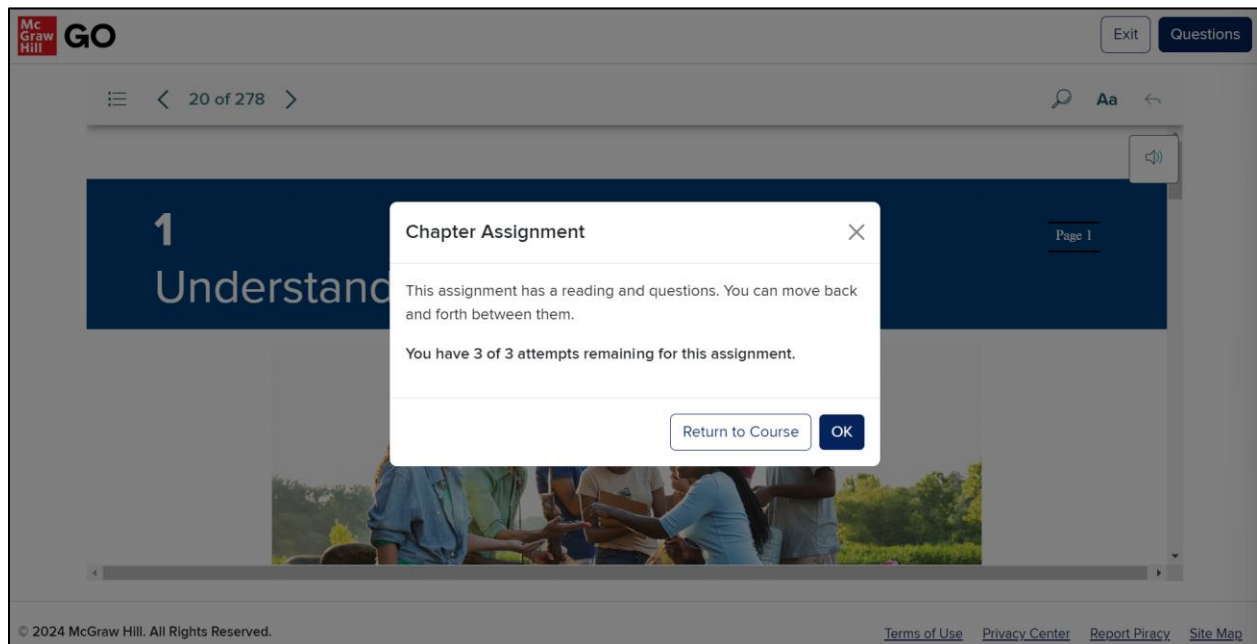 Mc
Graw
Hill
GO
Exit
Questions
20 of 278
Aa
1
Understand
Page 1
Chapter Assignment
This assignment has a reading and questions. You can move back
and forth between them.
You have 3 of 3 attempts remaining for this assignment.
Return to Course
OK
© 2024 McGraw Hill. All Rights Reserved.
Terms of Use
Privacy Center
Report Piracy
Site Map